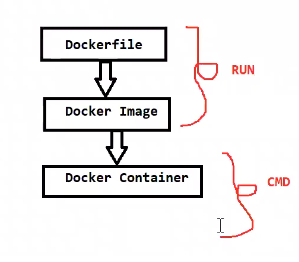 Dockerfile
RUN
Docker Image
Docker Container
CMD